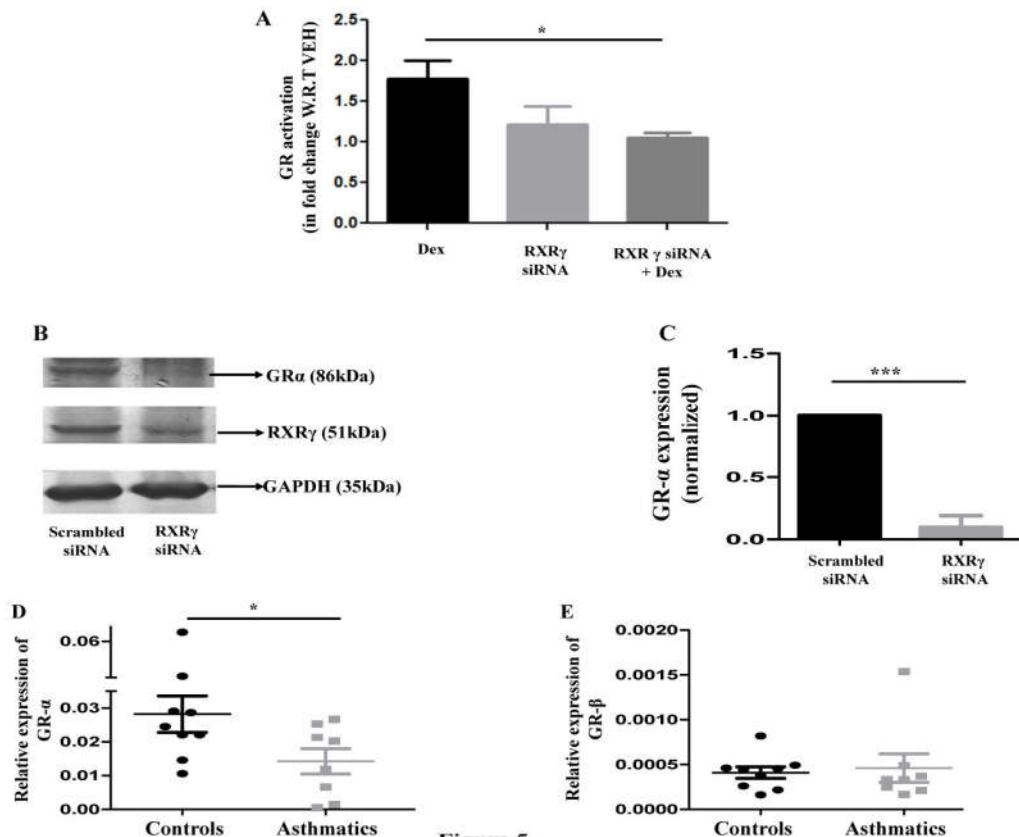 A
*
GR activation
(in fold change W.R.T VEH)
2.5
2.0
1.5
1.0
0.5
0.0
Dex
RXRγ
siRNA
RXR γ siRNA
+ Dex
B
GRα (86kDa)
RXRγ (51kDa)
GAPDH (35kDa)
Scrambled
siRNA
RXRγ
siRNA
C
***
GR-α expression
(normalized)
1.5
1.0
0.5
0.0
Scrambled
siRNA
RXRγ
siRNA
D
*
Relative expression of
GR-α
0.06
0.03
0.02
0.01
0.00
Controls
Asthmatics
E
Relative expression of
GR-β
0.0020
0.0015
0.0010
0.0005
0.0000
Controls
Asthmatics